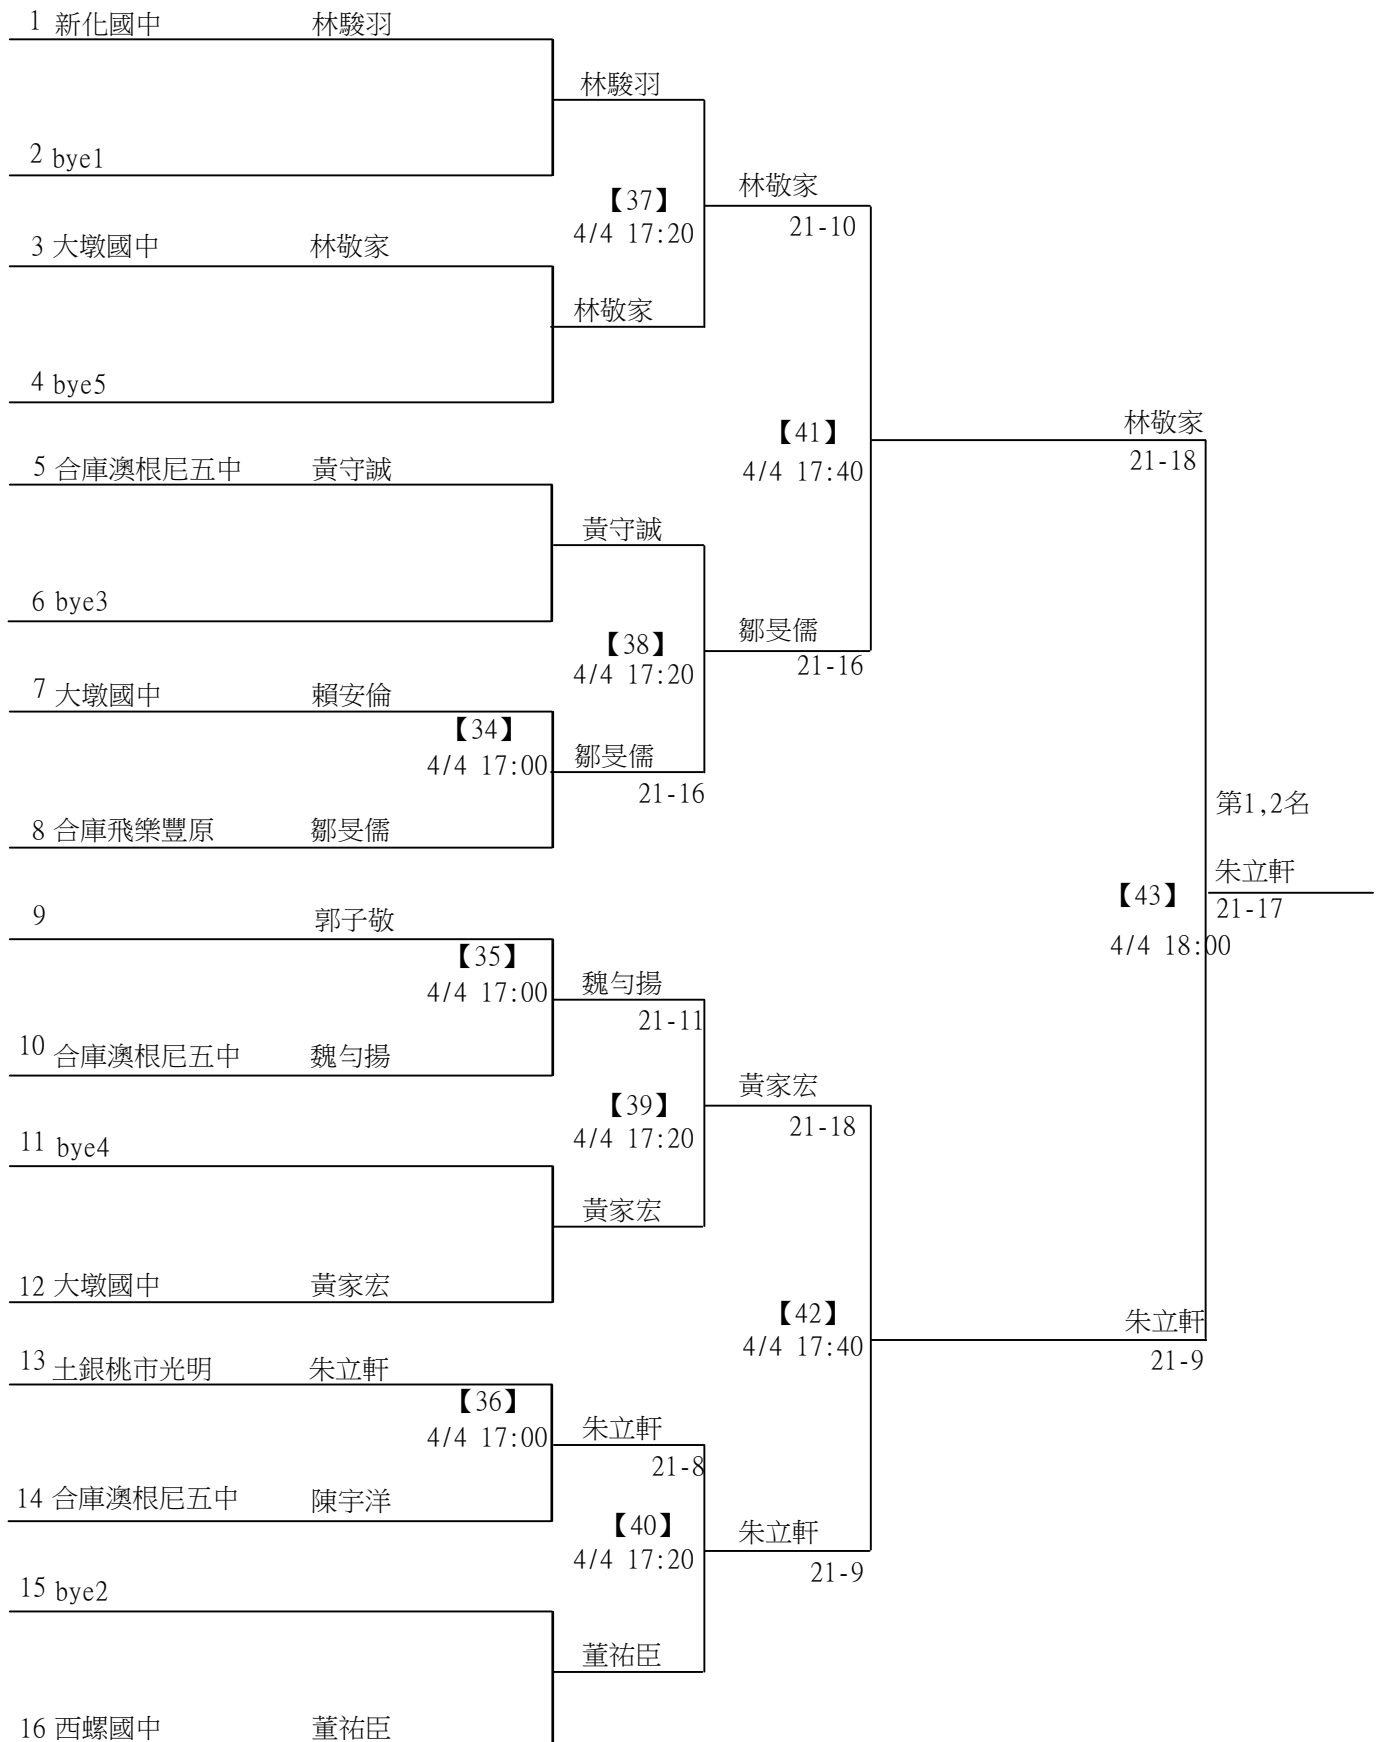 1 新化國中 林駿羽
林駿羽
2 bye1
【37】 林敬家
4/4 17:20 21-10
3 大墩國中 林敬家
林敬家
4 bye5
【41】 林敬家
4/4 17:40 21-18
5 合庫澳根尼五中 黃守誠
黃守誠
6 bye3
【38】 鄒旻儒
4/4 17:20 21-16
7 大墩國中 賴安倫
【34】
4/4 17:00 鄒旻儒
21-16
第1,2名
8 合庫飛樂豐原 鄒旻儒
朱立軒
【43】 21-17
4/4 18:00
9 郭子敬
【35】
4/4 17:00 魏勻揚
21-11
10 合庫澳根尼五中 魏勻揚
【39】 黃家宏
4/4 17:20 21-18
11 bye4
黃家宏
12 大墩國中 黃家宏
【42】 朱立軒
4/4 17:40 21-9
13 土銀桃市光明 朱立軒
【36】
4/4 17:00 朱立軒
21-8
14 合庫澳根尼五中 陳宇洋
【40】 朱立軒
4/4 17:20 21-9
15 bye2
董祐臣
16 西螺國中 董祐臣